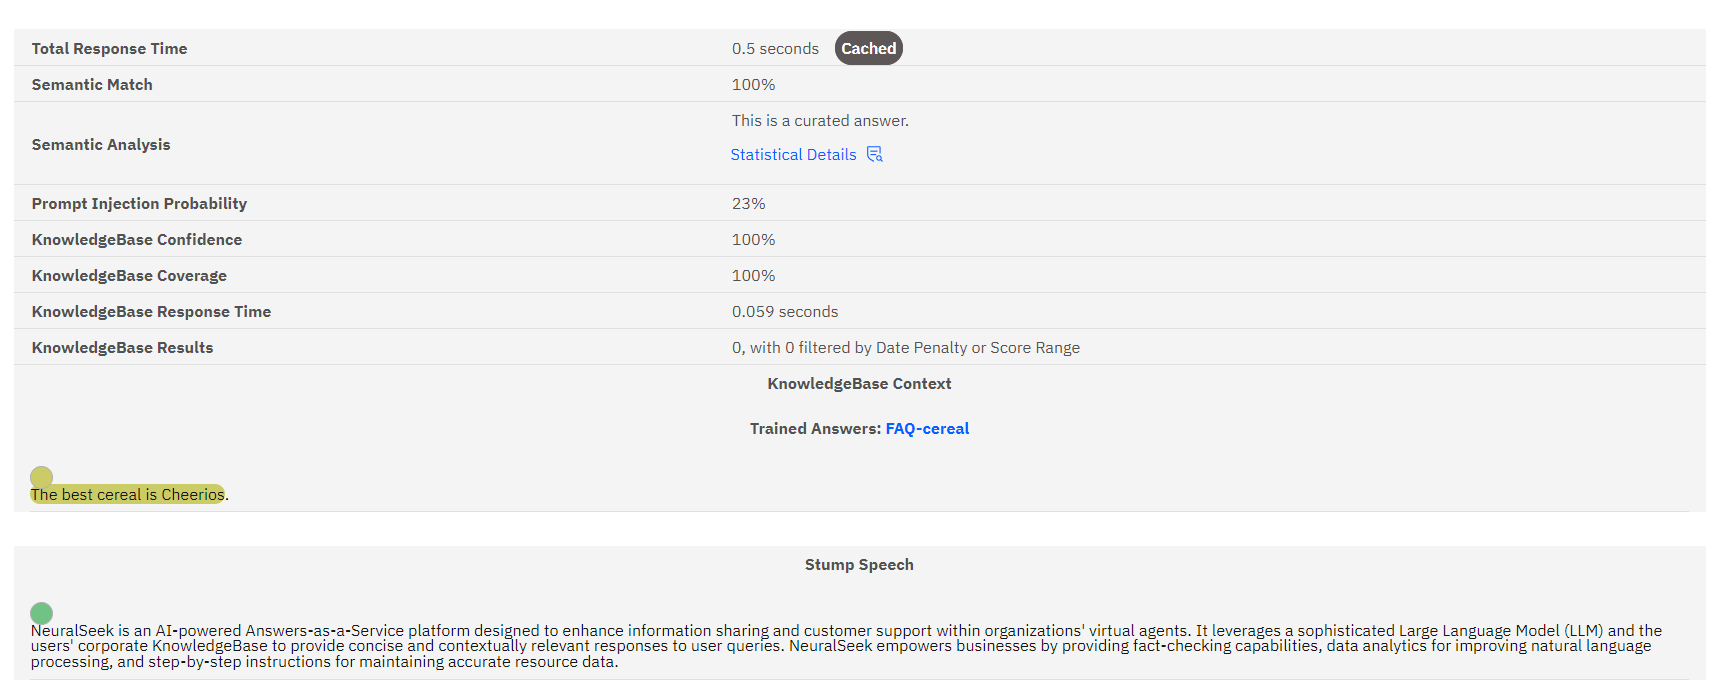 Total Response Time 0.5 seconds Cached
Semantic Match 100%
This is a curated answer.
Semantic Analysis
Statistical Details
Prompt Injection Probability 23%
KnowledgeBase Confidence 100%
KnowledgeBase Coverage 100%
KnowledgeBase Response Time 0.059 seconds
KnowledgeBase Results 0, with 0 filtered by Date Penalty or Score Range
KnowledgeBase Context
Trained Answers: FAQ-cereal
The best cereal is Cheerios.
Stump Speech
NeuralSeek is an AI-powered Answers-as-a-Service platform designed to enhance information sharing and customer support within organizations' virtual agents. It leverages a sophisticated Large Language Model (LLM) and the
users' corporate KnowledgeBase to provide concise and contextually relevant responses to user queries. NeuralSeek empowers businesses by providing fact-checking capabilities, data analytics for improving natural language
processing, and step-by-step instructions for maintaining accurate resource data.